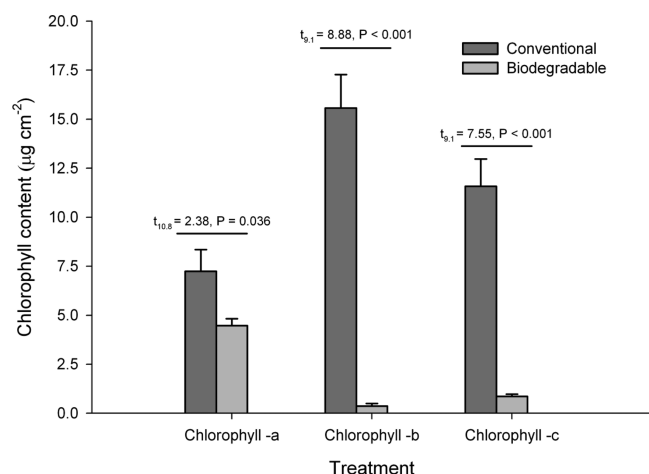 t9.1 = 8.88, P < 0.001
Conventional
Biodegradable
t9.1 = 7.55, P < 0.001
t10.8 = 2.38, P = 0.036
Chlorophyll content (μg cm-2)
20.0
17.5
15.0
12.5
10.0
7.5
5.0
2.5
0.0
Chlorophyll -a
Chlorophyll -b
Chlorophyll -c
Treatment